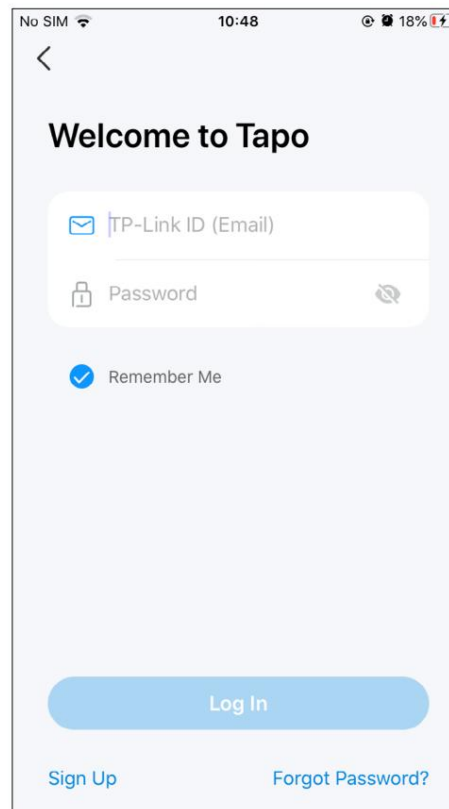 No SIM 10:48 18%
Welcome to Tapo
TP-Link ID (Email)
Password
Remember Me
Log In
Sign Up Forgot Password?